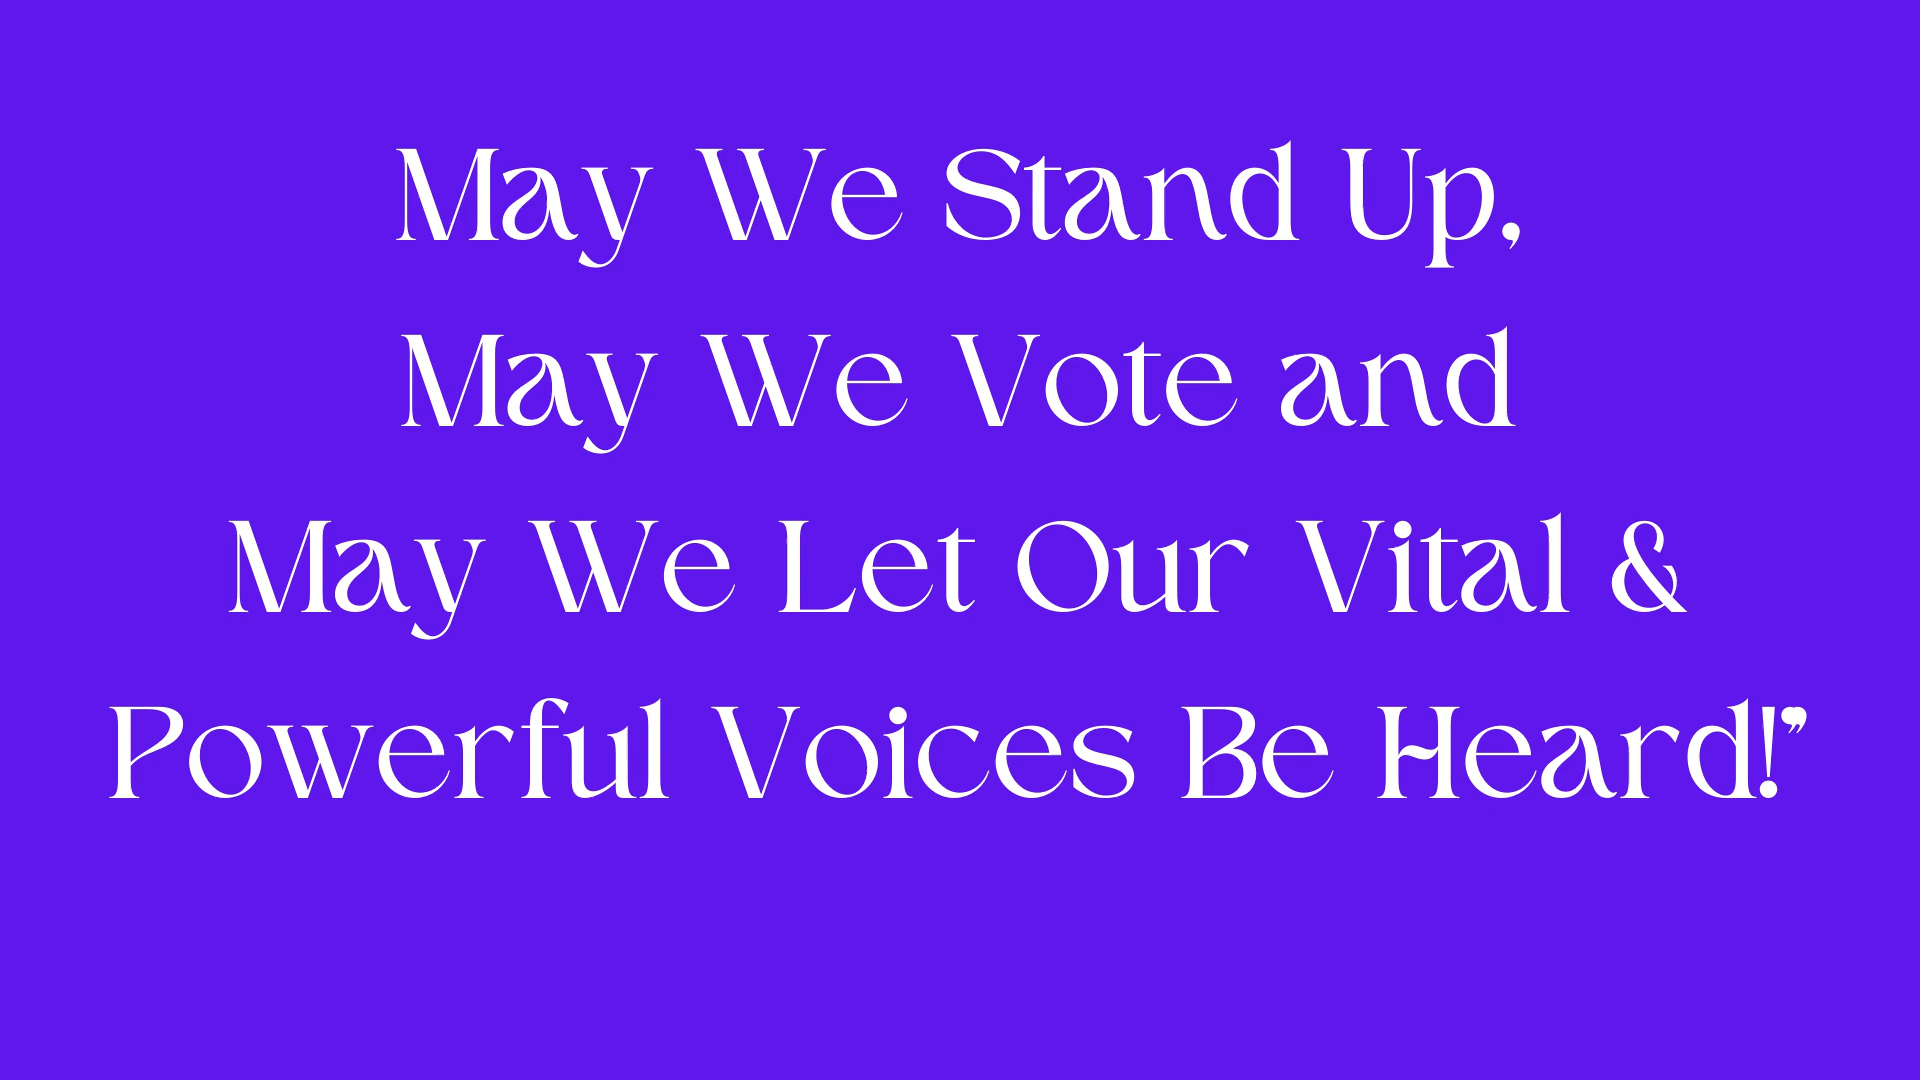 May We Stand Up,
May We Vote and
May We Let Our Vital &
Powerful Voices Be Heard!”